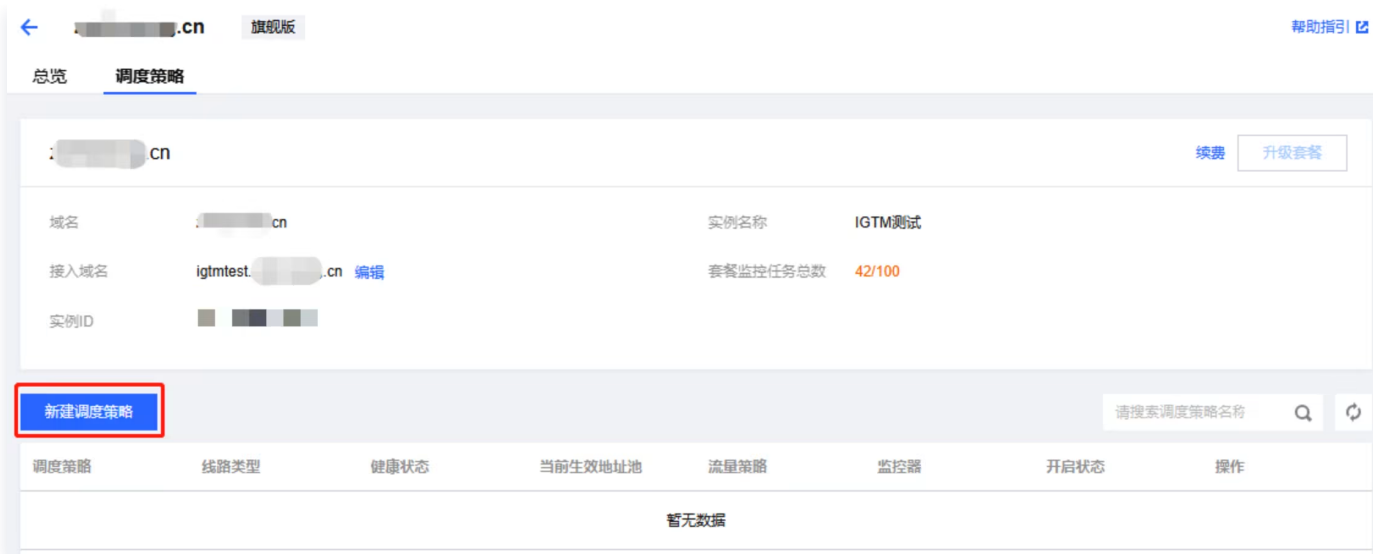 .cn 旗舰版 帮助指引
总览 调度策略
.cn 续费 升级套餐
域名 cn 实例名称 IGTM测试
接入域名 igtmtest. .cn 编辑 套餐监控任务总数 42/100
实例ID
新建调度策略 请搜索调度策略名称
调度策略 线路类型 健康状态 当前生效地址池 流量策略 监控器 开启状态 操作
暂无数据